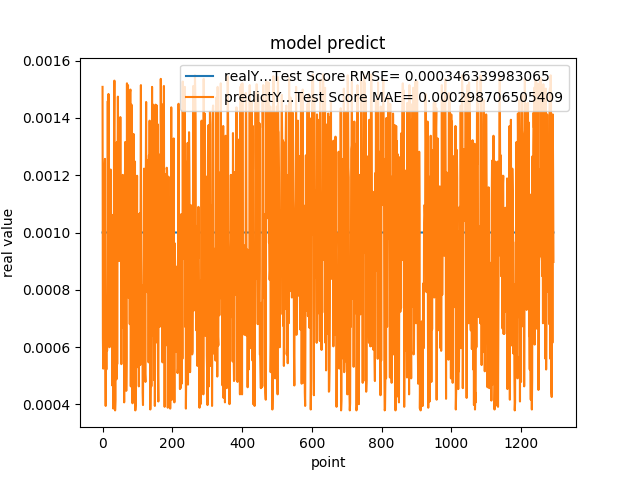 model predict
realY...Test Score RMSE= 0.000346339983065
predictY...Test Score MAE= 0.000298706505409
0.0016
0.0014
0.0012
0.0010
0.0008
0.0006
0.0004
real value
0 200 400 600 800 1000 1200
point